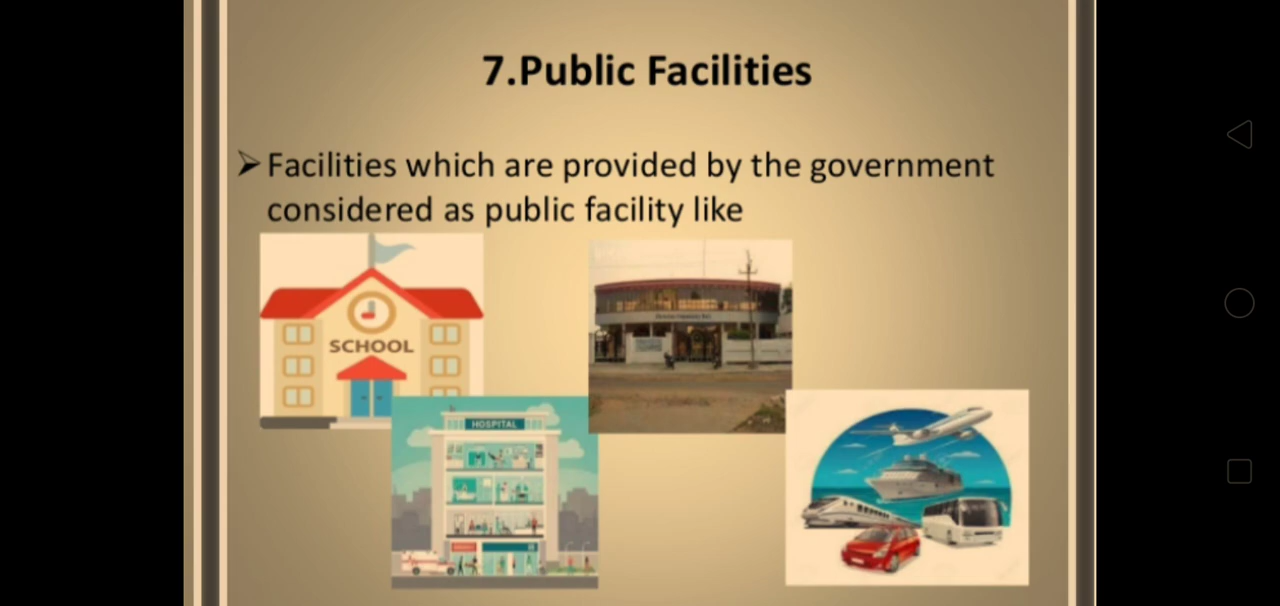 7.Public Facilities
➢Facilities which are provided by the government
considered as public facility like
SCHOOL
HOSPITAL